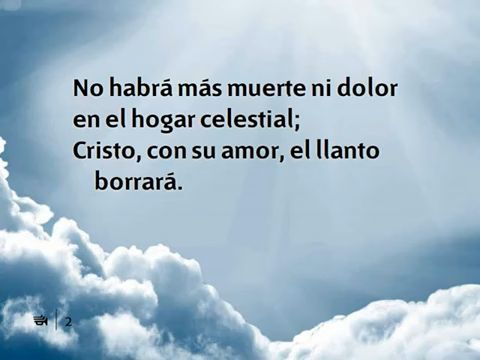 No habrá más muerte ni dolor
en el hogar celestial;
Cristo, con su amor, el llanto
borrará.
2